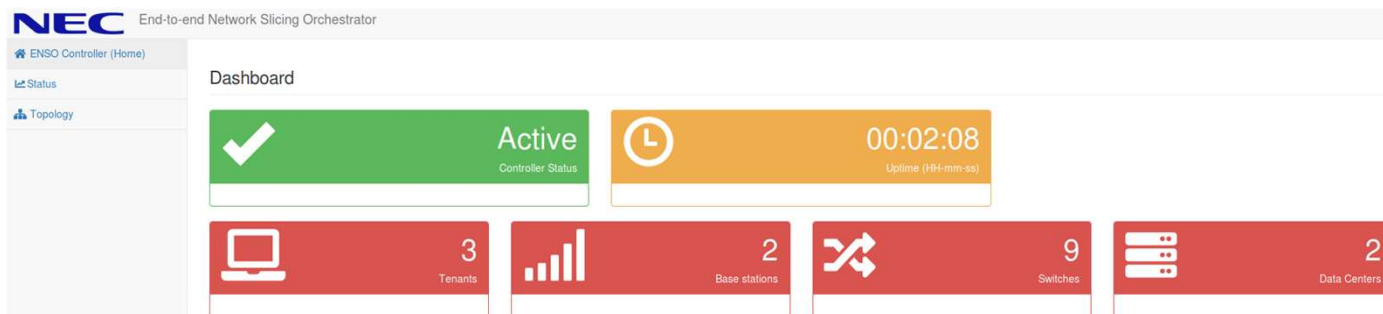 NEC End-to-end Network Slicing Orchestrator
ENSO Controller (Home)
Status
Topology
Dashboard
Active
Controller Status
00:02:08
Uptime (HH-mm-ss)
3
Tenants
2
Base stations
9
Switches
2
Data Centers